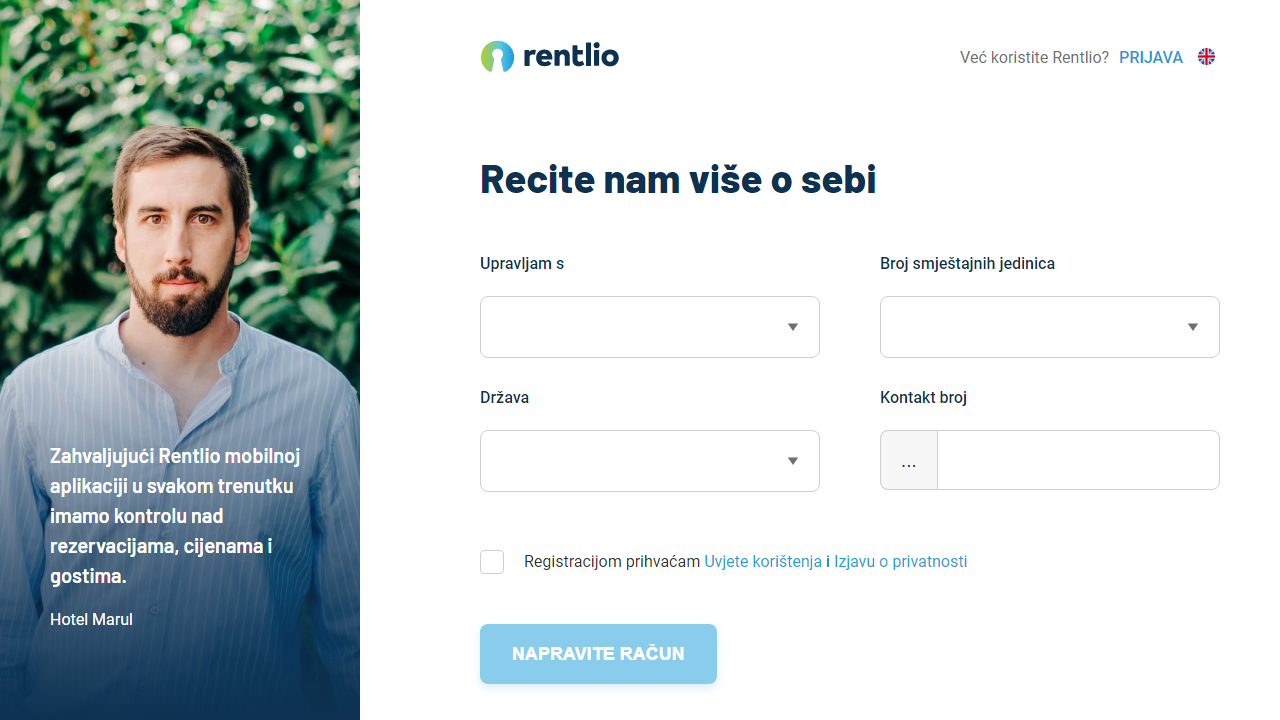 rentlio
Već koristite Rentlio? PRIJAVA
Recite nam više o sebi
Upravljam s
Broj smještajnih jedinica
Država
Kontakt broj
...
Registracijom prihvaćam Uvjete korištenja i Izjavu o privatnosti
NAPRAVITE RAČUN
Zahvaljujući Rentlio mobilnoj
aplikaciji u svakom trenutku
imamo kontrolu nad
rezervacijama, cijenama i
gostima.
Hotel Marul